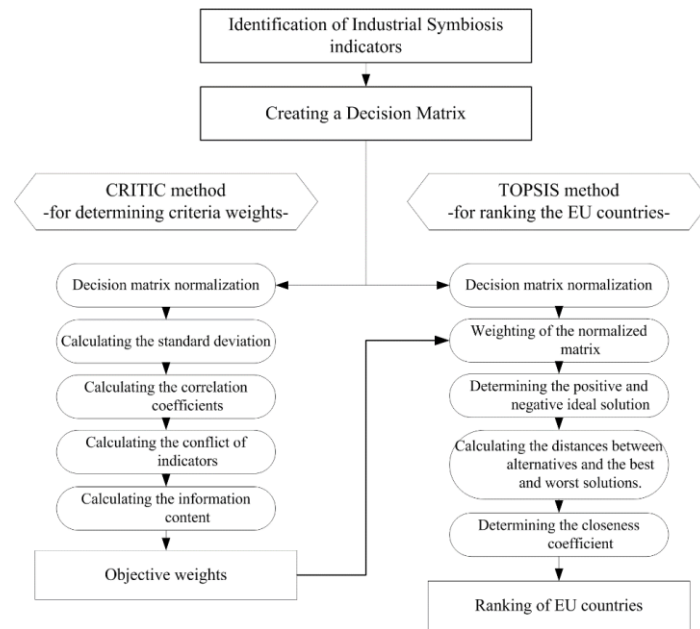 Identification of Industrial Symbiosis
indicators
Creating a Decision Matrix
CRITIC method
-for determining criteria weights-
TOPSIS method
-for ranking the EU countries-
Decision matrix normalization
Calculating the standard deviation
Calculating the correlation
coefficients
Calculating the conflict of
indicators
Calculating the information
content
Objective weights
Decision matrix normalization
Weighting of the normalized
matrix
Determining the positive and
negative ideal solution
Calculating the distances between
alternatives and the best
and worst solutions.
Determining the closeness
coefficient
Ranking of EU countries